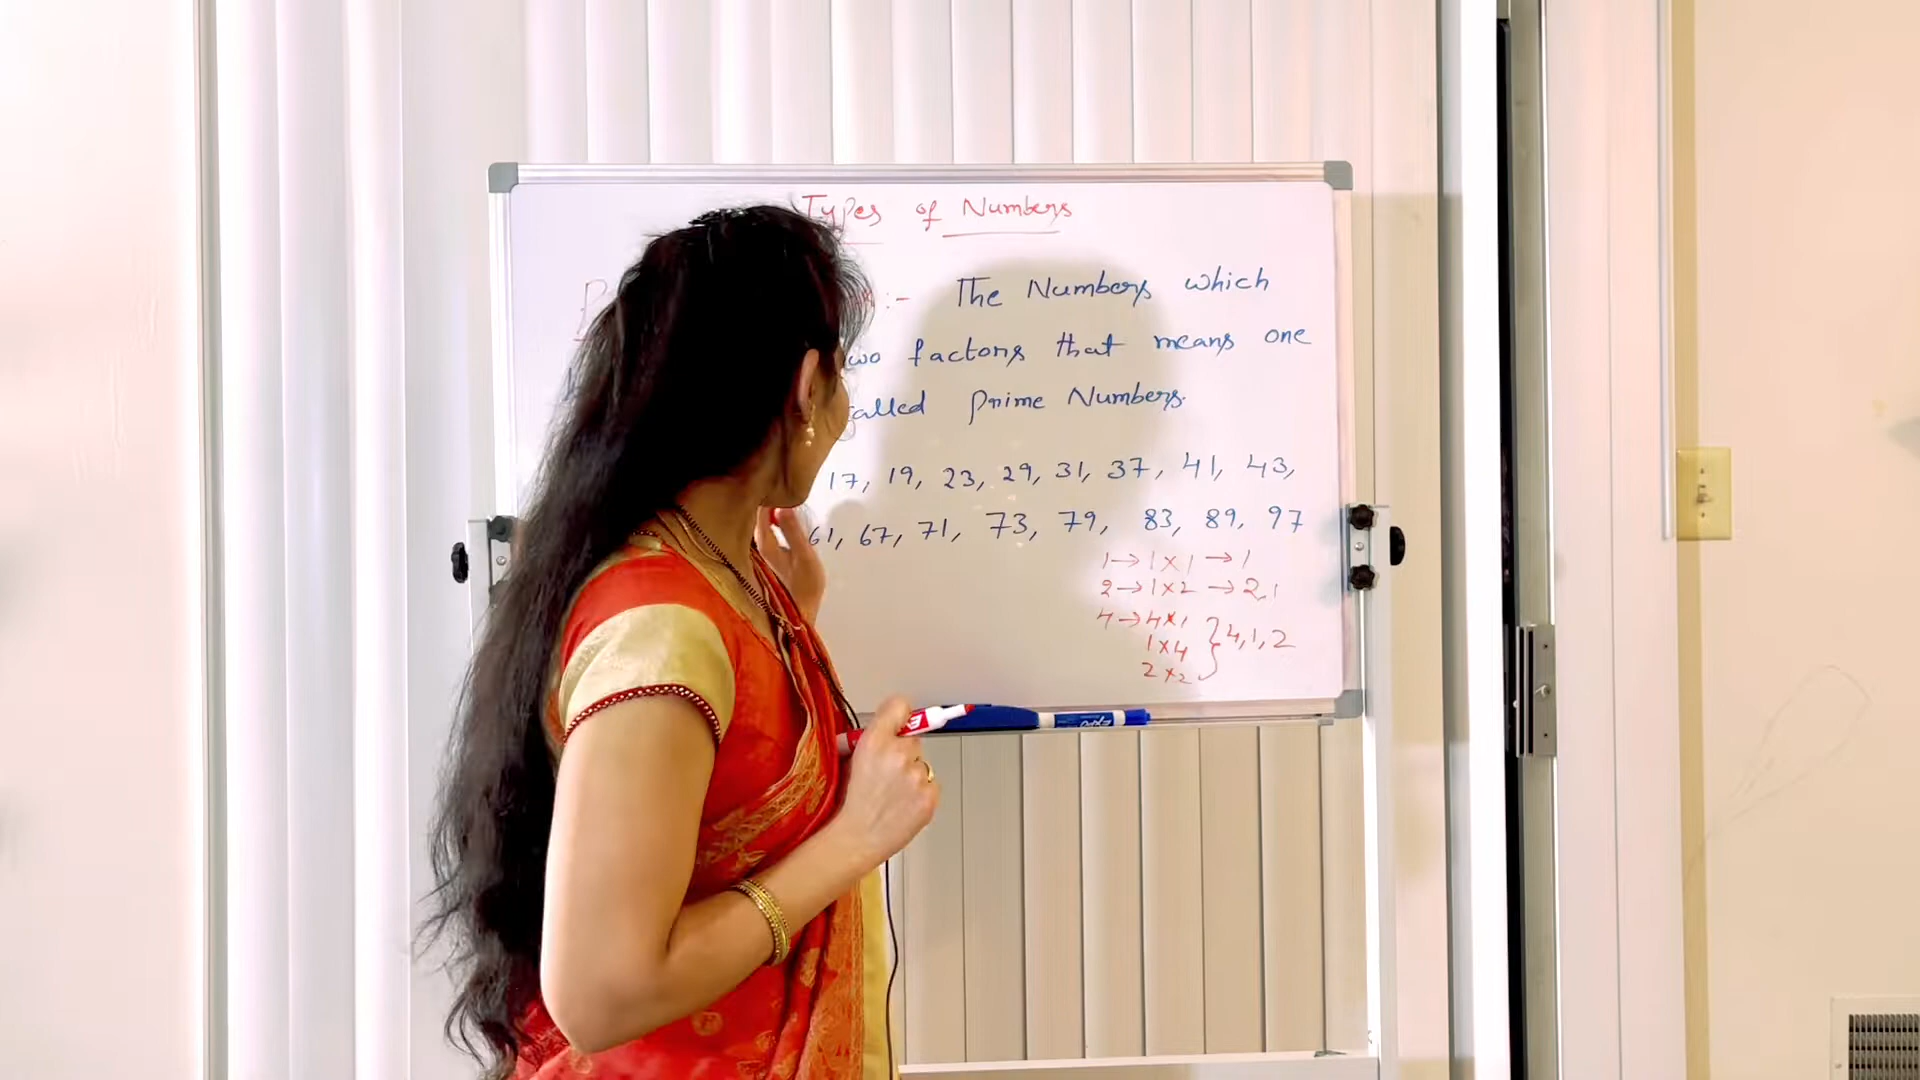 Types of Numbers
:- The Numbers which
two factors that means one
called prime Numbers.
17, 19, 23, 29, 31, 37, 41, 43,
61, 67, 71, 73, 79, 83, 89, 97
1→1×1→1
2→1×2→2,1
4→4×1
1×4 } 4,1,2
2×2
EXPO